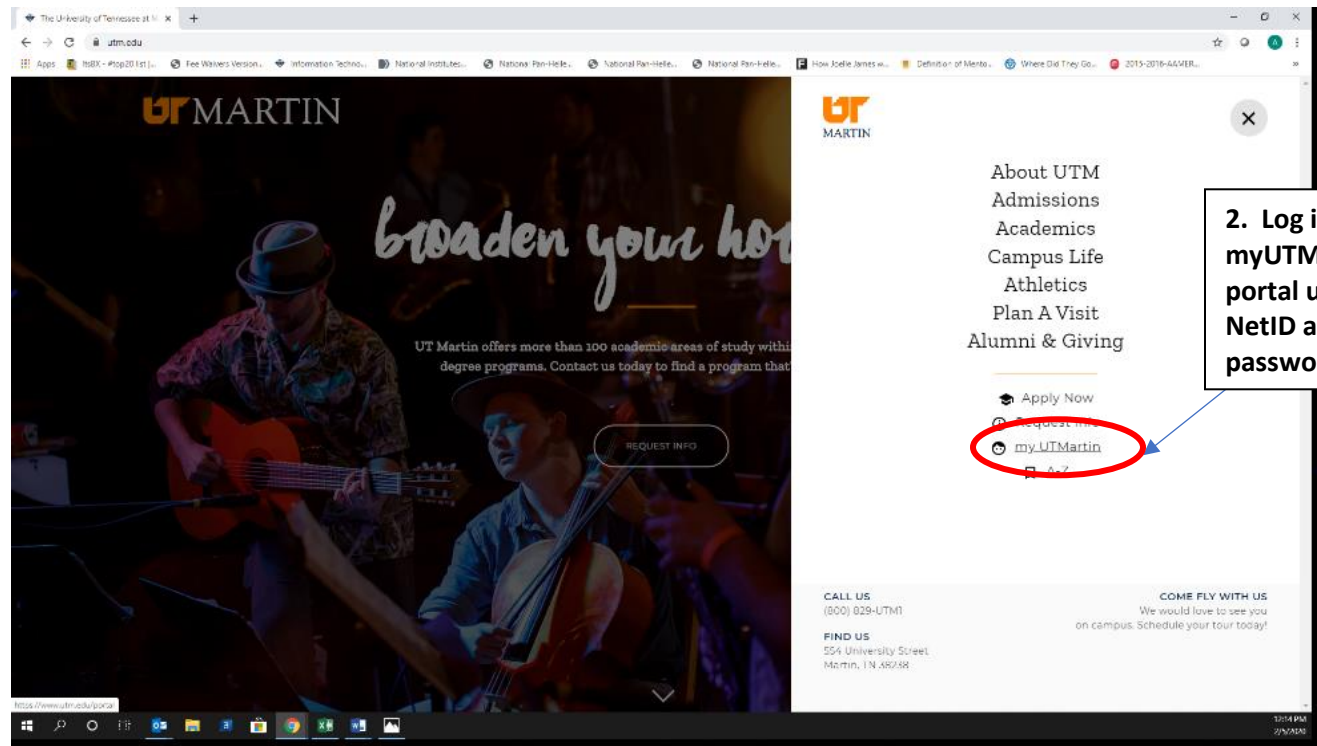 The University of Tennessee at M
utm.edu
Apps
Fee Waivers Version..
Information Techno..
National Institutes...
National Pan-Helle..
National Pan-Helle..
National Pan-Helle..
How Joelle James w...
Definition of Mento..
Where Did They Go..
2015-2016-AAMER...
UT MARTIN
broaden your ho
UT Martin offers more than 100 academic areas of study withi
degree programs. Contact us today to find a program that
REQUEST INFO
UT
MARTIN
About UTM
Admissions
Academics
Campus Life
Athletics
Plan A Visit
Alumni & Giving
Apply Now
Request Info
my UTMartin
A-Z
2. Log i
myUTM
portal u
NetID a
passwo
CALL US
(800) 829-UTM1
FIND US
554 University Street
Martin, TN 38238
COME FLY WITH US
We would love to see you
on campus. Schedule your tour today!
https://www.utm.edu/portal
12:14 PM
2/5/2020